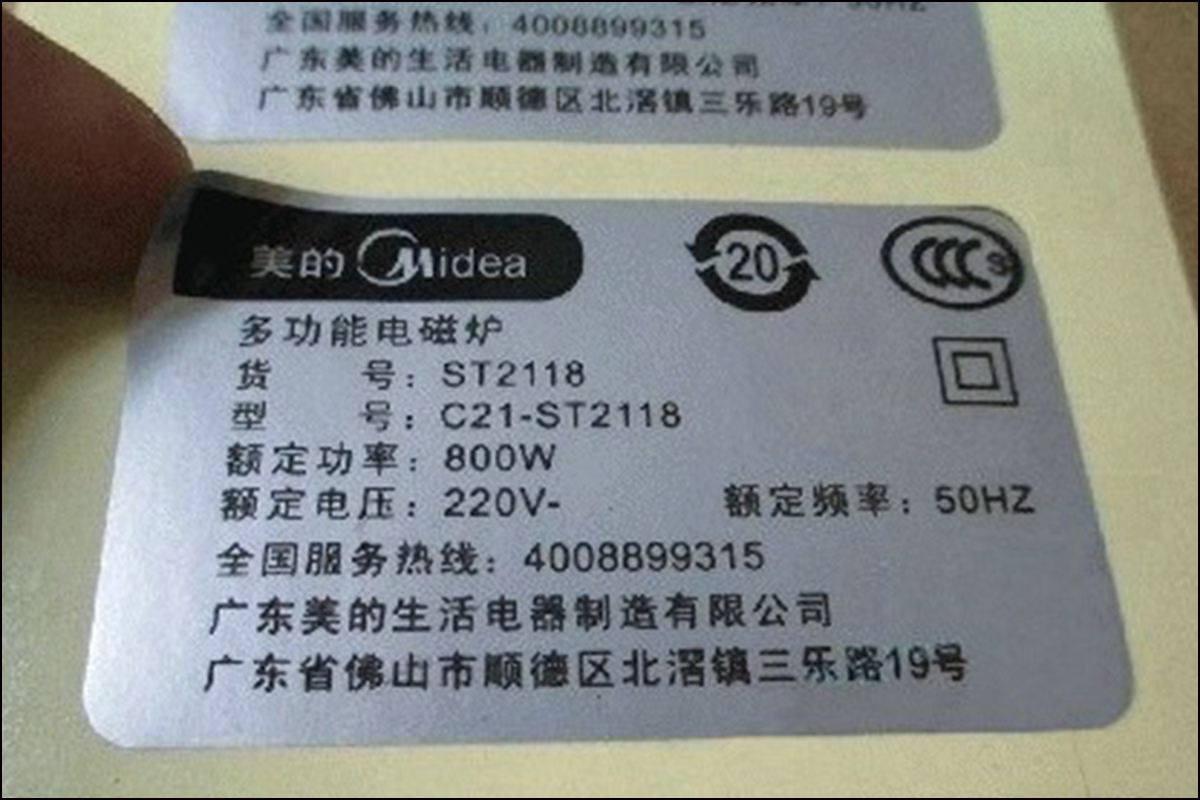 50HZ
全国服务热线：4008899315
广东美的生活电器制造有限公司
广东省佛山市顺德区北滘镇三乐路19号
美的 Midea
20
CCC S
多功能电磁炉
货 号：ST2118
型 号：C21-ST2118
额定功率：800W
额定电压：220V-
额定频率：50HZ
全国服务热线：4008899315
广东美的生活电器制造有限公司
广东省佛山市顺德区北滘镇三乐路19号